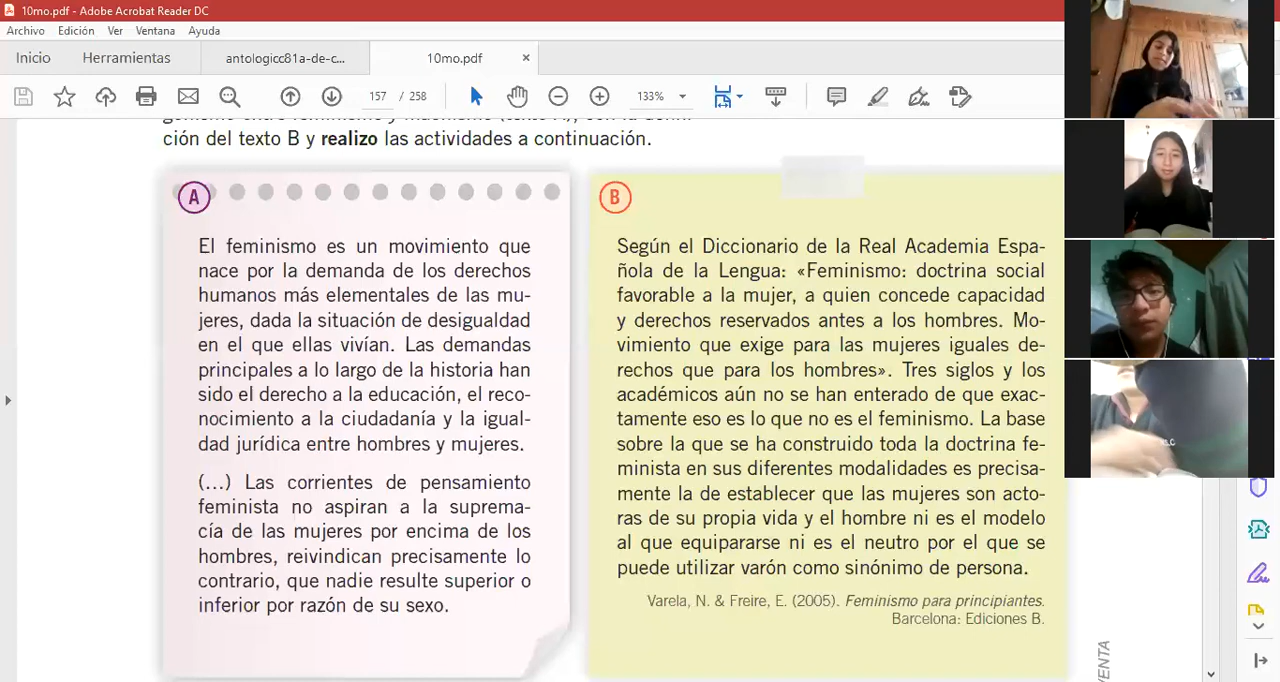 10mo.pdf - Adobe Acrobat Reader DC
Archivo Edición Ver Ventana Ayuda
Inicio Herramientas antologicc81a-de-c... 10mo.pdf ×
157 / 258 133%
ción del texto B y realizo las actividades a continuación.
A
El feminismo es un movimiento que
nace por la demanda de los derechos
humanos más elementales de las mu-
jeres, dada la situación de desigualdad
en el que ellas vivían. Las demandas
principales a lo largo de la historia han
sido el derecho a la educación, el reco-
nocimiento a la ciudadanía y la igual-
dad jurídica entre hombres y mujeres.
(...) Las corrientes de pensamiento
feminista no aspiran a la suprema-
cía de las mujeres por encima de los
hombres, reivindican precisamente lo
contrario, que nadie resulte superior o
inferior por razón de su sexo.
B
Según el Diccionario de la Real Academia Espa-
ñola de la Lengua: «Feminismo: doctrina social
favorable a la mujer, a quien concede capacidad
y derechos reservados antes a los hombres. Mo-
vimiento que exige para las mujeres iguales de-
rechos que para los hombres». Tres siglos y los
académicos aún no se han enterado de que exac-
tamente eso es lo que no es el feminismo. La base
sobre la que se ha construido toda la doctrina fe-
minista en sus diferentes modalidades es precisa-
mente la de establecer que las mujeres son acto-
ras de su propia vida y el hombre ni es el modelo
al que equipararse ni es el neutro por el que se
puede utilizar varón como sinónimo de persona.
Varela, N. & Freire, E. (2005). Feminismo para principiantes.
Barcelona: Ediciones B.
VENTA